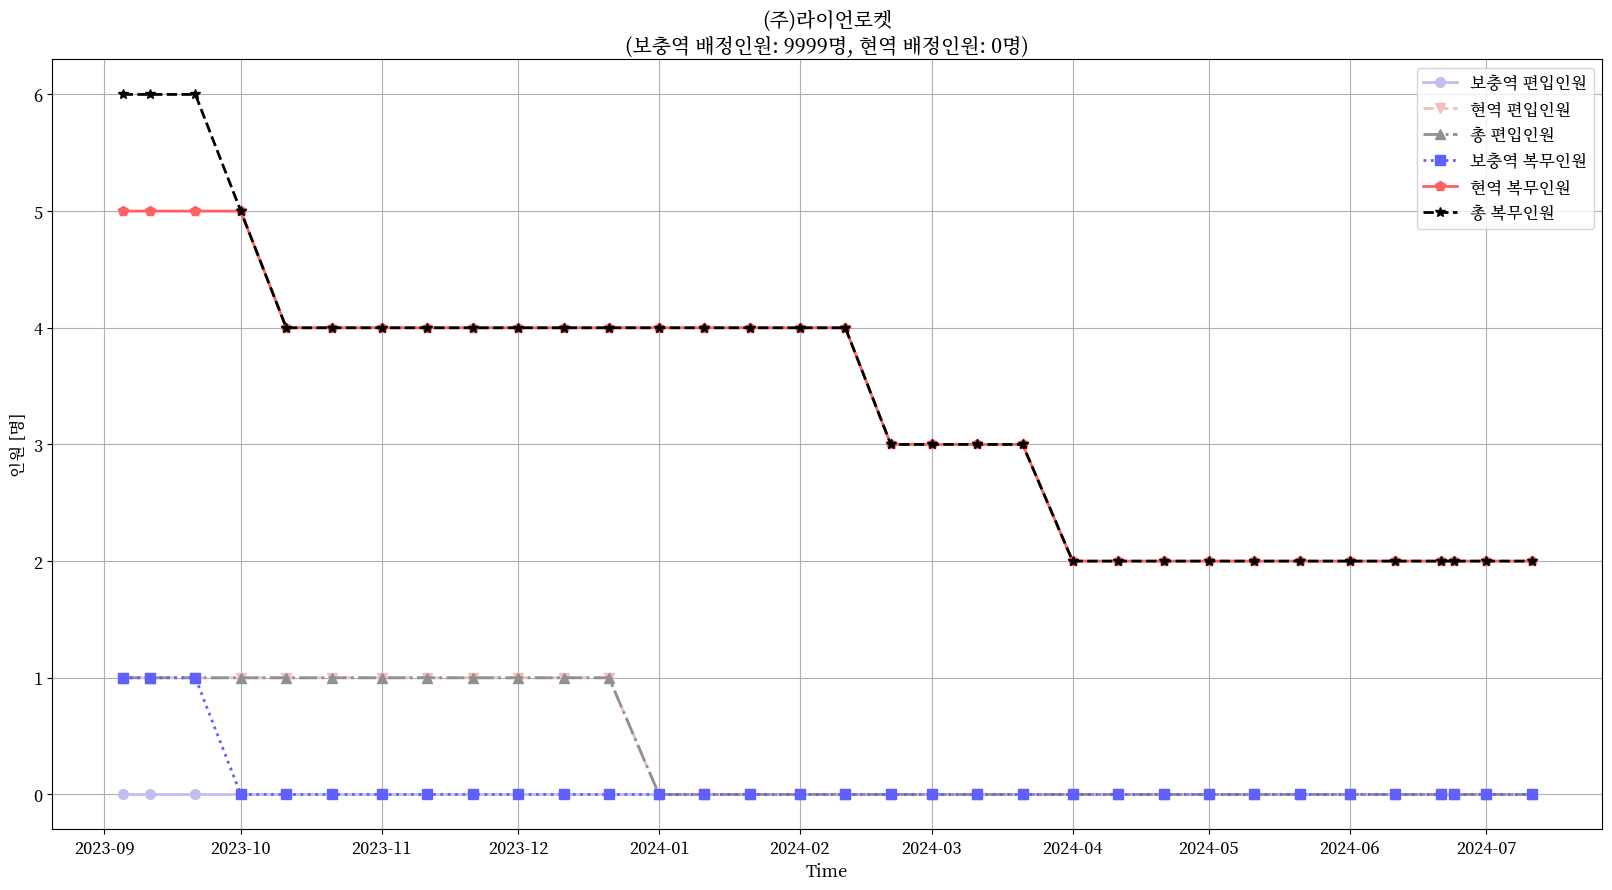 (주)라이언로켓
(보충역 배정인원: 9999명, 현역 배정인원: 0명)
보충역 편입인원
현역 편입인원
총 편입인원
보충역 복무인원
현역 복무인원
총 복무인원
인원 [명]
6
5
4
3
2
1
0
2023-09 2023-10 2023-11 2023-12 2024-01 2024-02 2024-03 2024-04 2024-05 2024-06 2024-07
Time